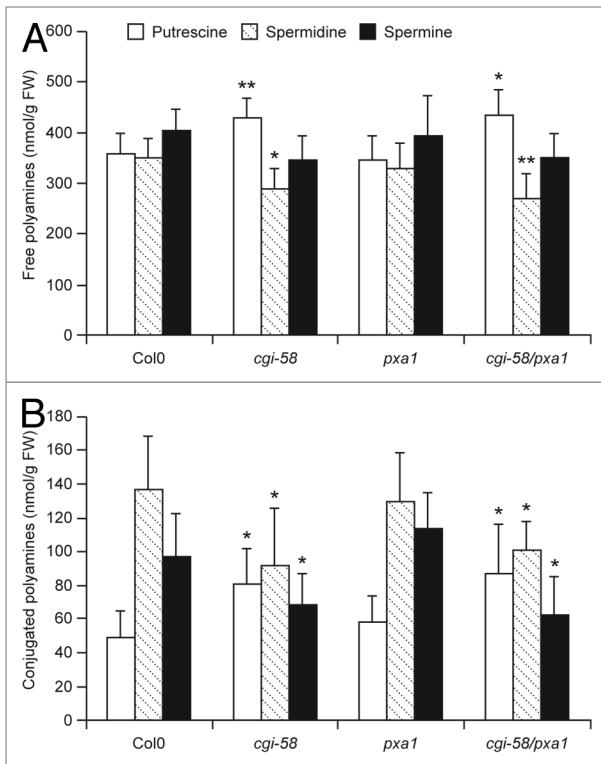 A
Putrescine Spermidine Spermine
Free polyamines (nmol/g FW)
600
500
400
300
200
100
0
** * * **
Col0 cgi-58 pxa1 cgi-58/pxa1
B
Conjugated polyamines (nmol/g FW)
180
160
140
120
100
80
60
40
20
0
* * * * * *
Col0 cgi-58 pxa1 cgi-58/pxa1